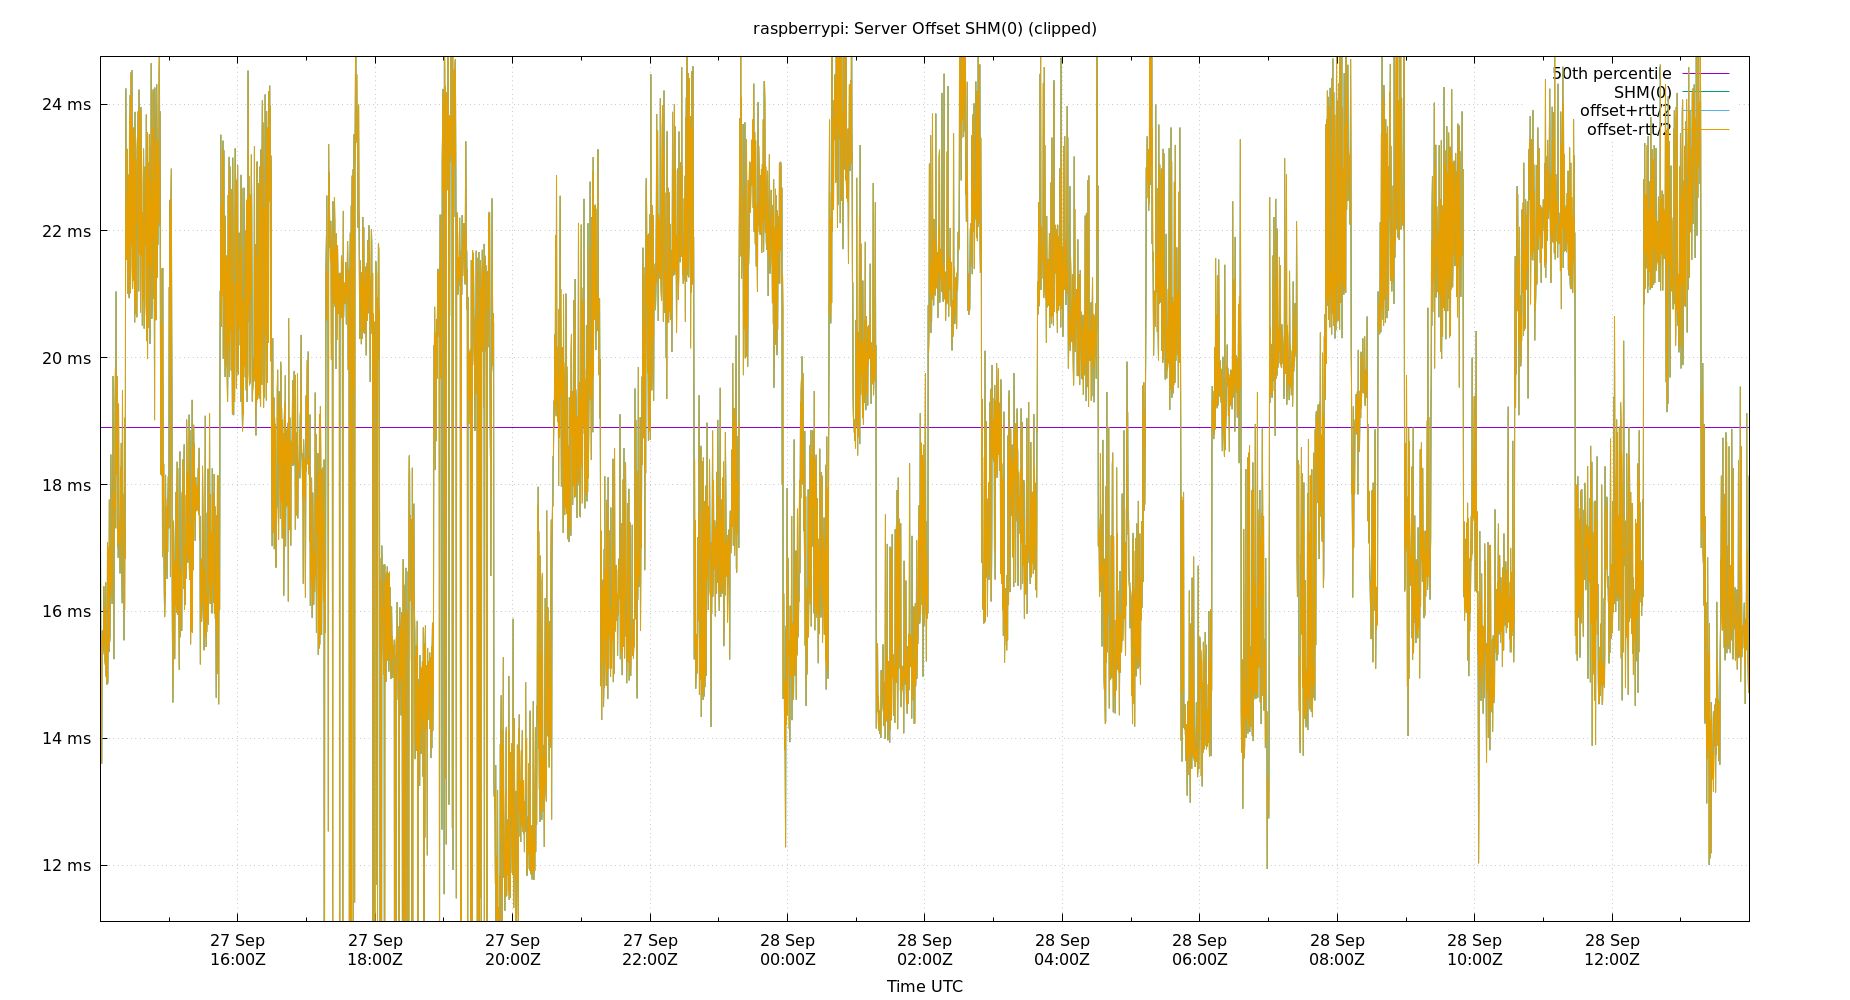 raspberrypi: Server Offset SHM(0) (clipped)
50th percentile
SHM(0)
offset+rtt/2
offset-rtt/2
24 ms
22 ms
20 ms
18 ms
16 ms
14 ms
12 ms
27 Sep 27 Sep 27 Sep 27 Sep 28 Sep 28 Sep 28 Sep 28 Sep 28 Sep 28 Sep 28 Sep
16:00Z 18:00Z 20:00Z 22:00Z 00:00Z 02:00Z 04:00Z 06:00Z 08:00Z 10:00Z 12:00Z
Time UTC